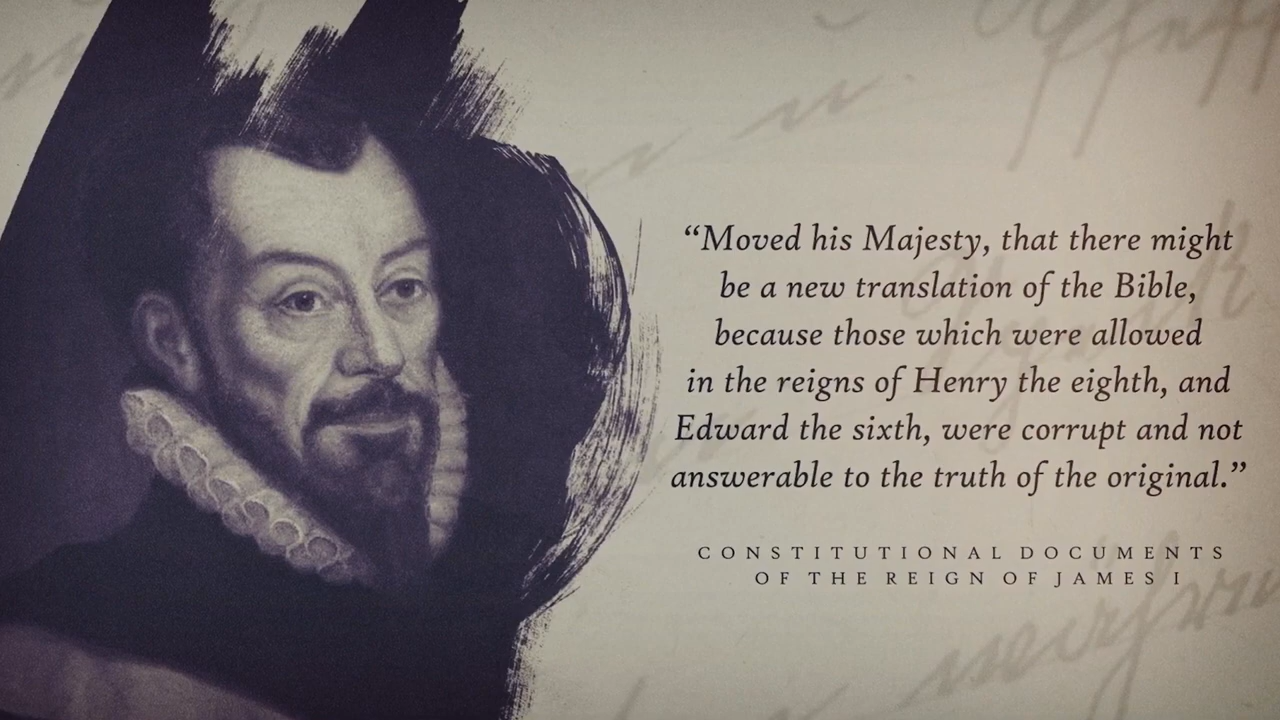 “Moved his Majesty, that there might
be a new translation of the Bible,
because those which were allowed
in the reigns of Henry the eighth, and
Edward the sixth, were corrupt and not
answerable to the truth of the original.”
CONSTITUTIONAL DOCUMENTS
OF THE REIGN OF JAMES I